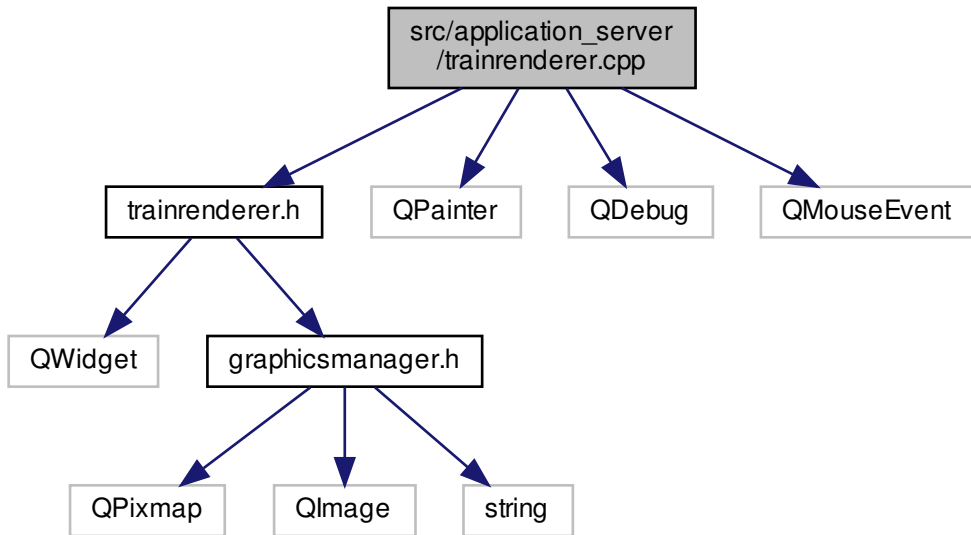 src/application_server
/trainrenderer.cpp
trainrenderer.h
QPainter
QDebug
QMouseEvent
QWidget
graphicsmanager.h
QPixmap
QImage
string